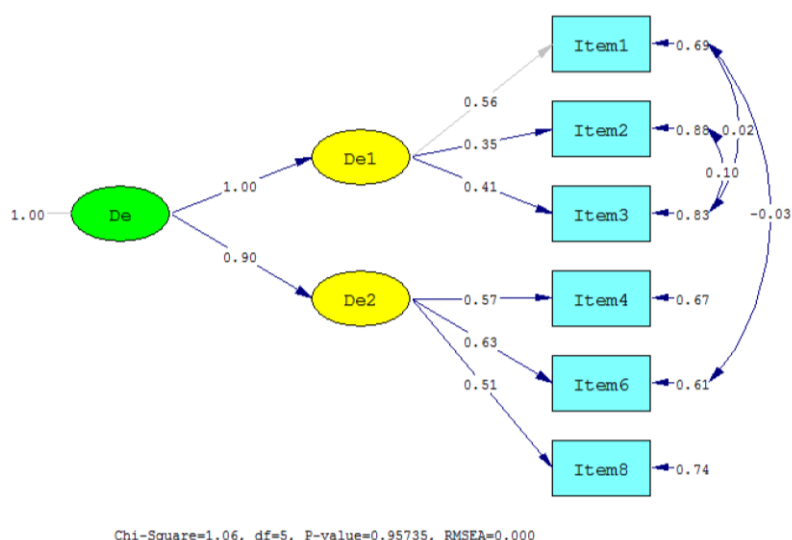 Item1
0.69
0.56
Item2
0.88
0.02
0.35
De1
0.10
1.00
0.41
Item3
0.83
1.00
De
-0.03
0.90
De2
0.57
Item4
0.67
0.63
Item6
0.61
0.51
Item8
0.74
Chi-Square=1.06, df=5, P-value=0.95735, RMSEA=0.000